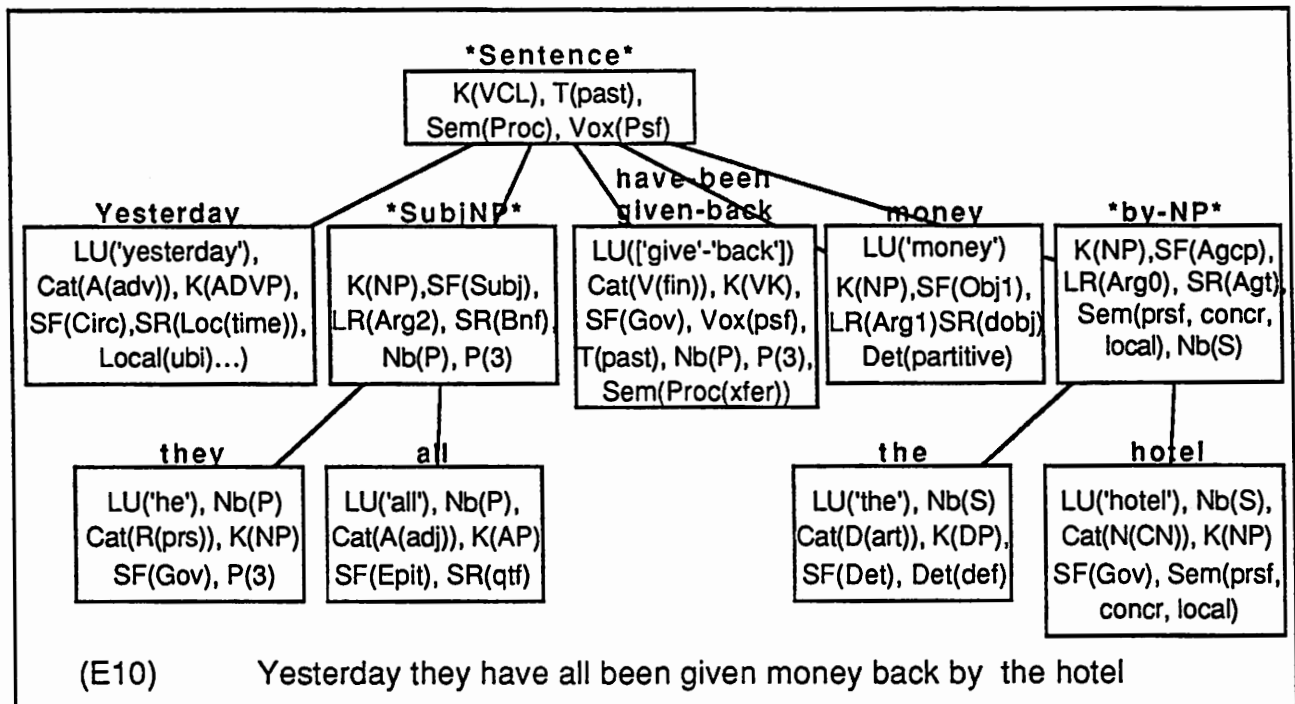 *Sentence*
K(VCL), T(past),
Sem(Proc), Vox(Psf)
Yesterday
LU('yesterday'),
Cat(A(adv)), K(ADVP),
SF(Circ),SR(Loc(time)),
Local(ubi)...)
*SubjNP*
K(NP),SF(Subj),
LR(Arg2), SR(Bnf)
Nb(P), P(3)
have-been
given-back
LU(['give'-'back'])
Cat(V(fin)), K(VK),
SF(Gov), Vox(psf),
T(past), Nb(P), P(3),
Sem(Proc(xfer))
money
LU('money')
K(NP),SF(Obj1),
LR(Arg1)SR(dobj)
Det(partitive)
*by-NP*
K(NP),SF(Agcp),
LR(Arg0), SR(Agt),
Sem(prsf, concr,
local), Nb(S)
they
LU('he'), Nb(P)
Cat(R(prs)), K(NP)
SF(Gov), P(3)
all
LU('all'), Nb(P),
Cat(A(adj)), K(AP)
SF(Epit), SR(qtf)
the
LU('the'), Nb(S)
Cat(D(art)), K(DP),
SF(Det), Det(def)
hotel
LU('hotel'), Nb(S),
Cat(N(CN)), K(NP)
SF(Gov), Sem(prsf,
concr, local)
(E10) Yesterday they have all been given money back by the hotel